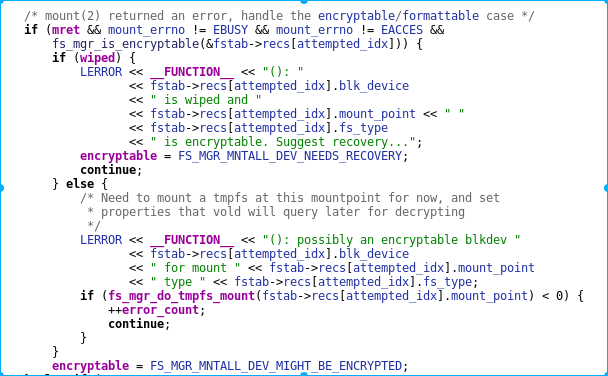 /* mount(2) returned an error, handle the encryptable/formattable case */
if (mret && mount_errno != EBUSY && mount_errno != EACCES &&
    fs_mgr_is_encryptable(&fstab->recs[attempted_idx])) {
    if (wiped) {
        LERROR << __FUNCTION__ << "(): "
               << fstab->recs[attempted_idx].blk_device
               << " is wiped and "
               << fstab->recs[attempted_idx].mount_point << " "
               << fstab->recs[attempted_idx].fs_type
               << " is encryptable. Suggest recovery...";
        encryptable = FS_MGR_MNTALL_DEV_NEEDS_RECOVERY;
        continue;
    } else {
        /* Need to mount a tmpfs at this mountpoint for now, and set
         * properties that vold will query later for decrypting
         */
        LERROR << __FUNCTION__ << "(): possibly an encryptable blkdev "
               << fstab->recs[attempted_idx].blk_device
               << " for mount " << fstab->recs[attempted_idx].mount_point
               << " type " << fstab->recs[attempted_idx].fs_type;
        if (fs_mgr_do_tmpfs_mount(fstab->recs[attempted_idx].mount_point) < 0) {
            ++error_count;
            continue;
        }
    }
    encryptable = FS_MGR_MNTALL_DEV_MIGHT_BE_ENCRYPTED;